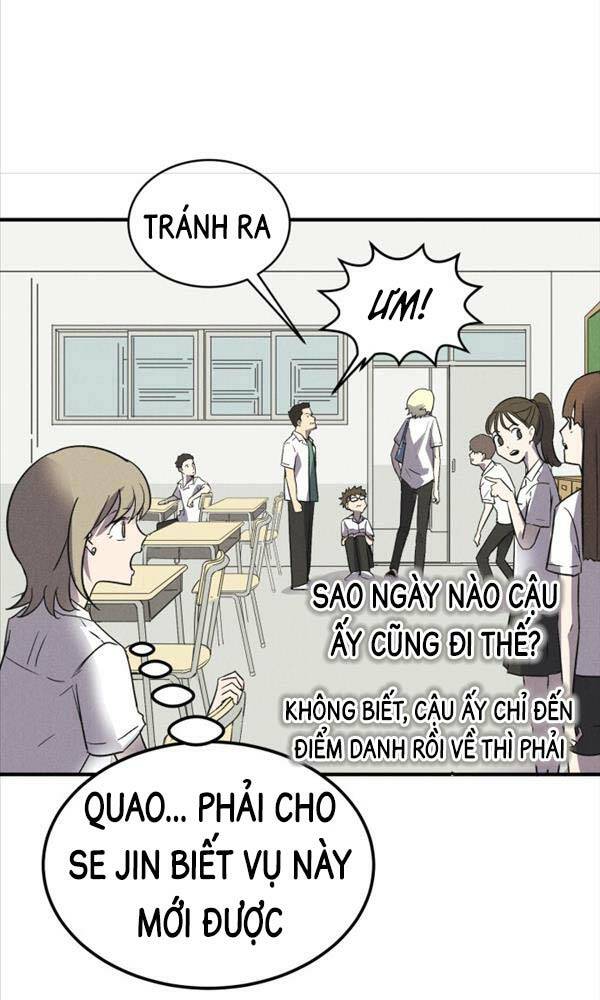 TRÁNH RA
ƯM!
SAO NGÀY NÀO CẬU
ẤY CŨNG ĐI THẾ?
KHÔNG BIẾT, CẬU ẤY CHỈ ĐẾN
ĐIỂM DANH RỒI VỀ THÌ PHẢI
QUAO... PHẢI CHO
SE JIN BIẾT VỤ NÀY
MỚI ĐƯỢC